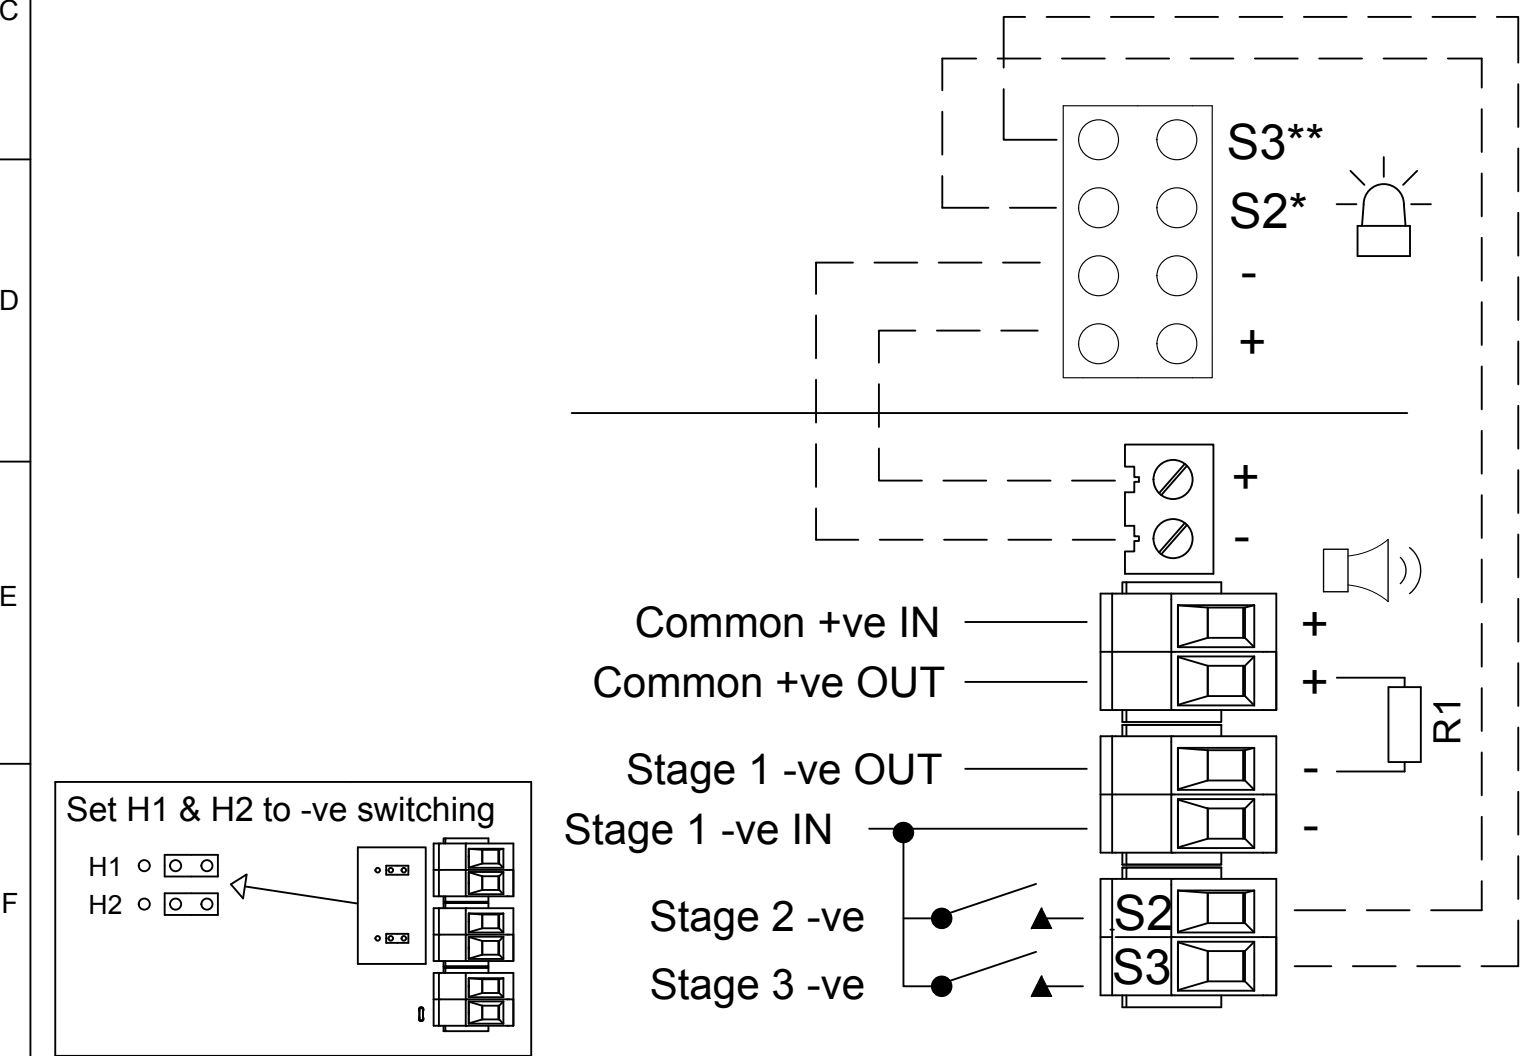 C
S3**
S2*
D
-
+
+
-
E
Common +ve IN
+
Common +ve OUT
+
R1
Stage 1 -ve OUT
-
Set H1 & H2 to -ve switching
Stage 1 -ve IN
-
H1
H2
F
Stage 2 -ve
S2
Stage 3 -ve
S3